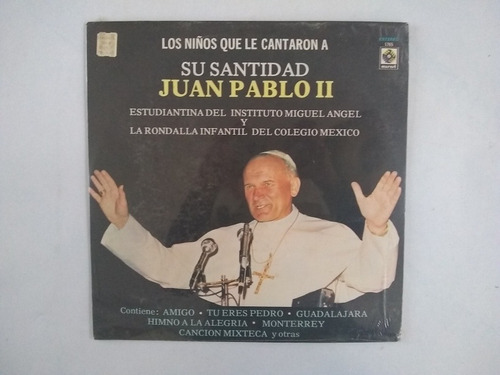 LOS NIÑOS QUE LE CANTARON A
SU SANTIDAD
JUAN PABLO II
ESTUDIANTINA DEL INSTITUTO MIGUEL ANGEL
Y
LA RONDALLA INFANTIL DEL COLEGIO MEXICO
Contiene: AMIGO • TU ERES PEDRO • GUADALAJARA
HIMNO A LA ALEGRIA • MONTERREY
CANCION MIXTECA y otras